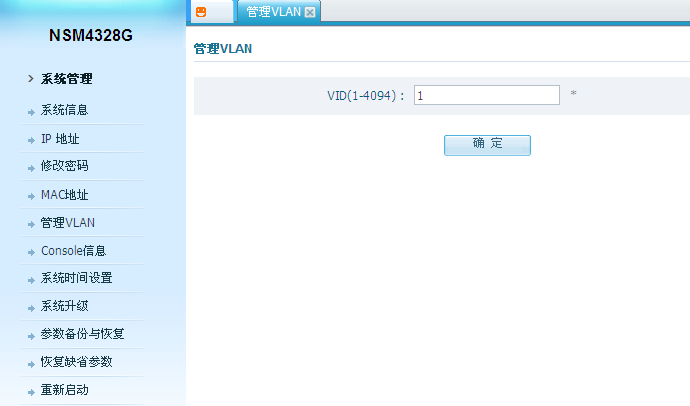 NSM4328G
系统管理
系统信息
IP 地址
修改密码
MAC地址
管理VLAN
Console信息
系统时间设置
系统升级
参数备份与恢复
恢复缺省参数
重新启动
管理VLAN
管理VLAN
VID(1-4094)： 1 *
确 定